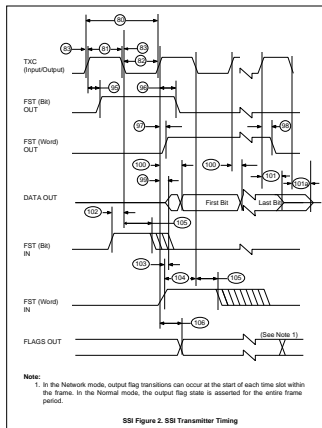 80
83 81 83
82
TXC
(Input/Output)
95 96
FST (Bit)
OUT
97 98
FST (Word)
OUT
100 100
99 101 101a
DATA OUT First Bit Last Bit
102 105
FST (Bit)
IN
103 104 105
FST (Word)
IN
106
(See Note 1)
FLAGS OUT
Note:
1. In the Network mode, output flag transitions can occur at the start of each time slot within
the frame. In the Normal mode, the output flag state is asserted for the entire frame
period.
SSI Figure 2. SSI Transmitter Timing